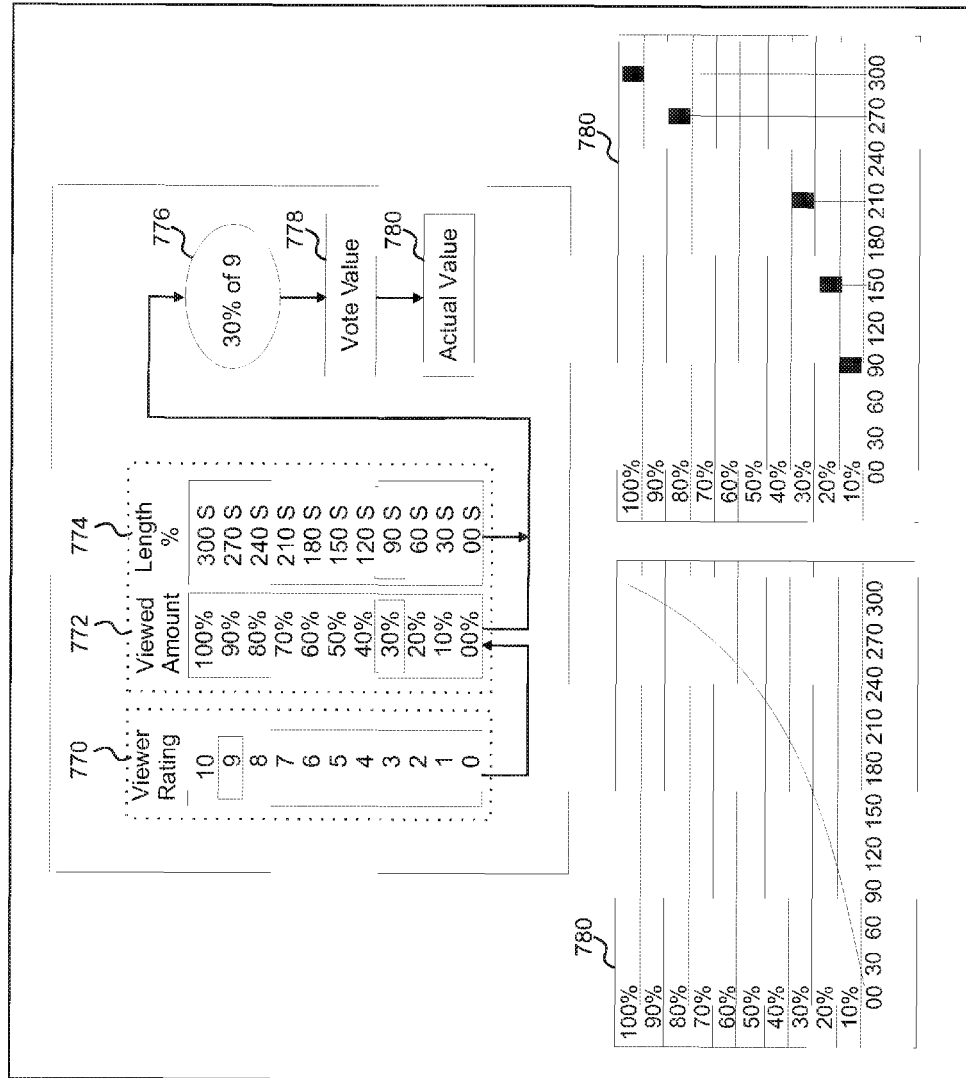 770
772
774
Viewer Rating
Viewed Amount
Length %
10 100% 300 S
9 90% 270 S
8 80% 240 S
7 70% 210 S
6 60% 180 S
5 50% 150 S
4 40% 120 S
3 30% 90 S
2 20% 60 S
1 10% 30 S
0 00% 00 S
776
30% of 9
778
Vote Value
780
Actual Value
780
100%
90%
80%
70%
60%
50%
40%
30%
20%
10%
00 30 60 90 120 150 180 210 240 270 300
780
100%
90%
80%
70%
60%
50%
40%
30%
20%
10%
00 30 60 90 120 150 180 210 240 270 300